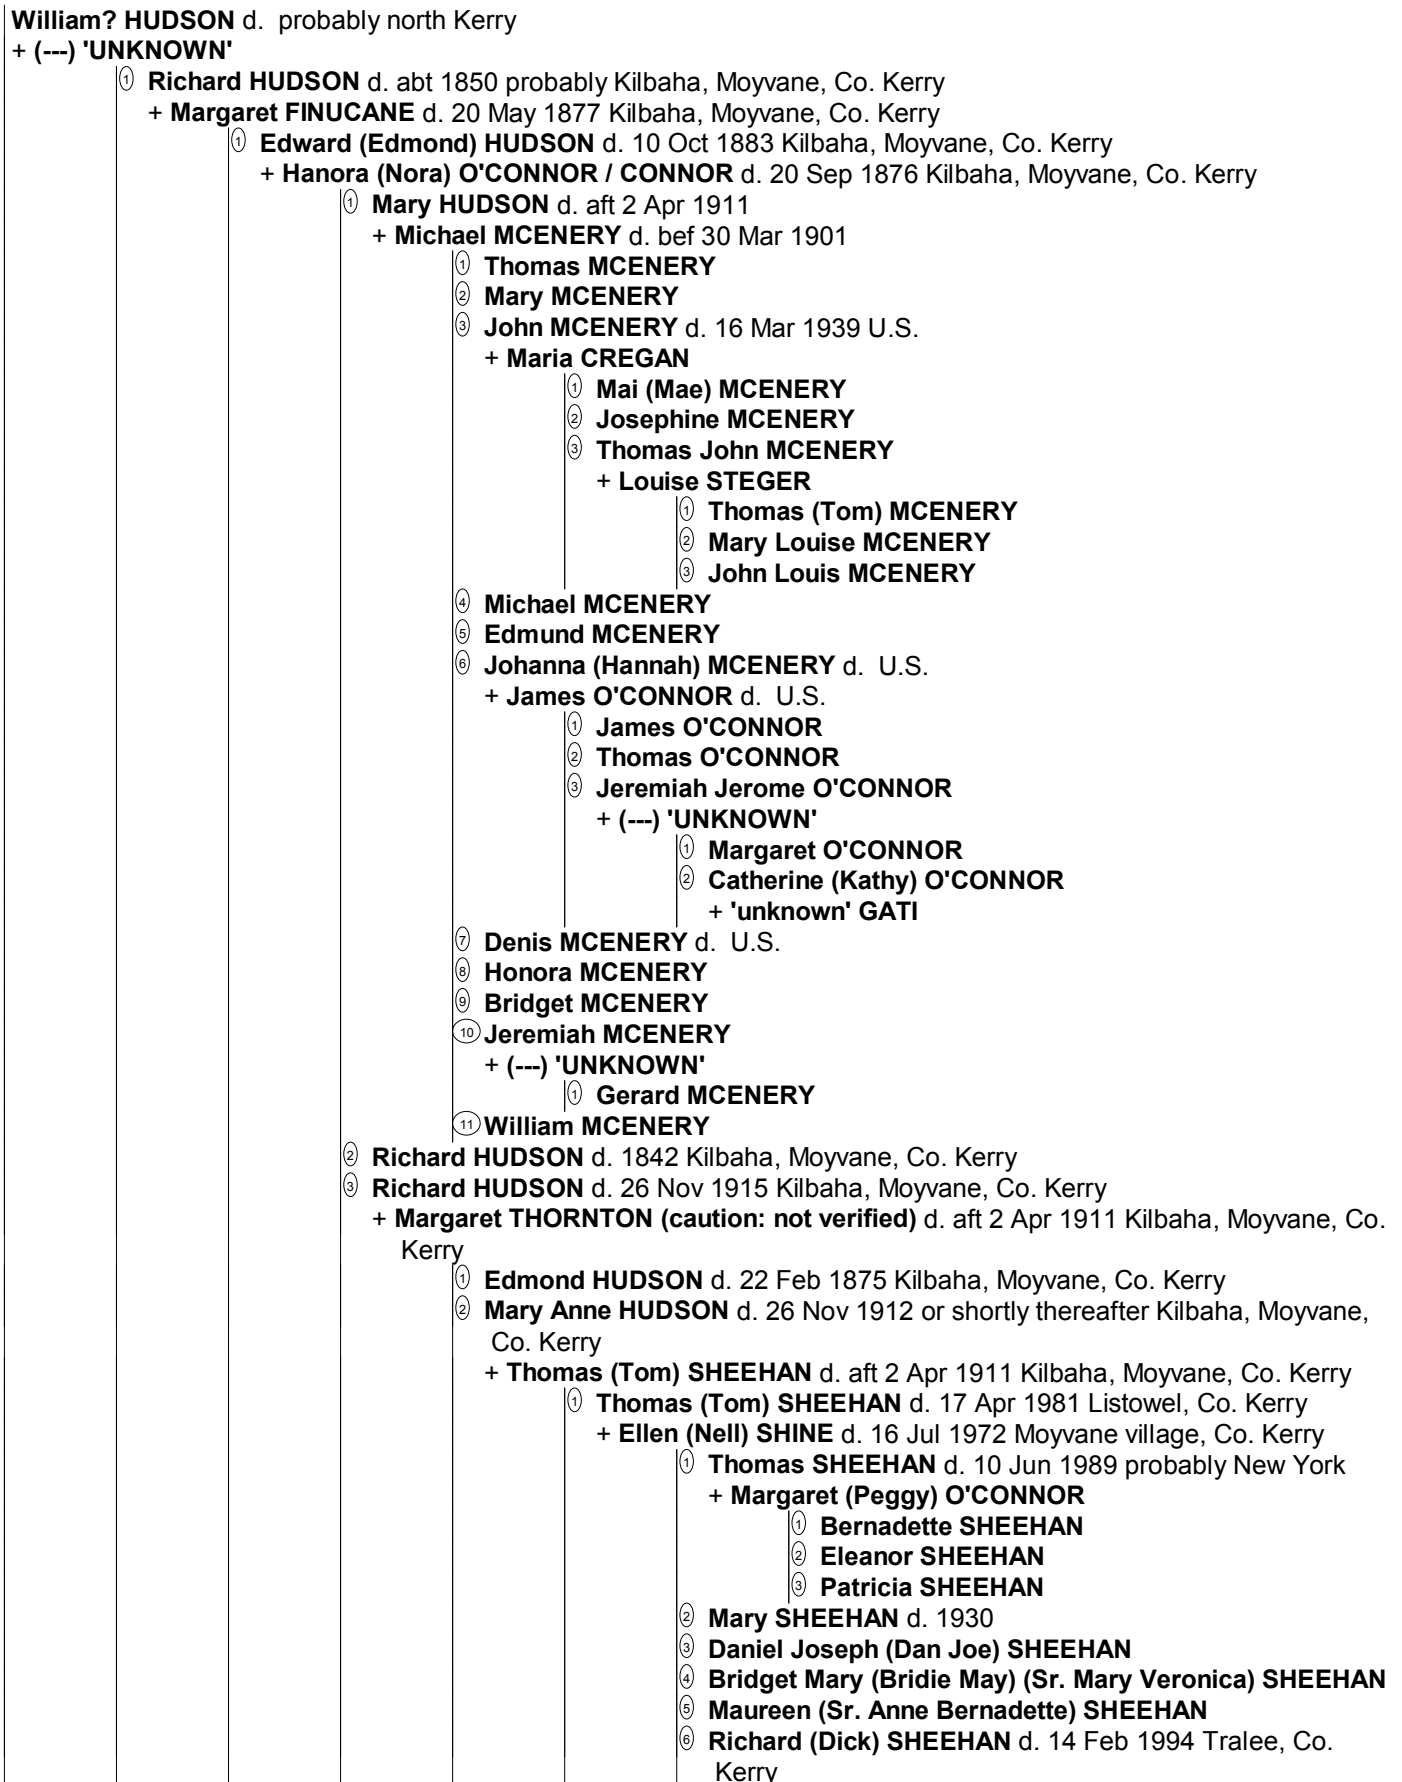 William? HUDSON d.  probably north Kerry
+ (---) 'UNKNOWN'
1 Richard HUDSON d. abt 1850 probably Kilbaha, Moyvane, Co. Kerry
+ Margaret FINUCANE d. 20 May 1877 Kilbaha, Moyvane, Co. Kerry
1 Edward (Edmond) HUDSON d. 10 Oct 1883 Kilbaha, Moyvane, Co. Kerry
+ Hanora (Nora) O'CONNOR / CONNOR d. 20 Sep 1876 Kilbaha, Moyvane, Co. Kerry
1 Mary HUDSON d. aft 2 Apr 1911
+ Michael MCENERY d. bef 30 Mar 1901
1 Thomas MCENERY
2 Mary MCENERY
3 John MCENERY d. 16 Mar 1939 U.S.
+ Maria CREGAN
1 Mai (Mae) MCENERY
2 Josephine MCENERY
3 Thomas John MCENERY
+ Louise STEGER
1 Thomas (Tom) MCENERY
2 Mary Louise MCENERY
3 John Louis MCENERY
4 Michael MCENERY
5 Edmund MCENERY
6 Johanna (Hannah) MCENERY d.  U.S.
+ James O'CONNOR d.  U.S.
1 James O'CONNOR
2 Thomas O'CONNOR
3 Jeremiah Jerome O'CONNOR
+ (---) 'UNKNOWN'
1 Margaret O'CONNOR
2 Catherine (Kathy) O'CONNOR
+ 'unknown' GATI
7 Denis MCENERY d.  U.S.
8 Honora MCENERY
9 Bridget MCENERY
10 Jeremiah MCENERY
+ (---) 'UNKNOWN'
1 Gerard MCENERY
11 William MCENERY
2 Richard HUDSON d. 1842 Kilbaha, Moyvane, Co. Kerry
3 Richard HUDSON d. 26 Nov 1915 Kilbaha, Moyvane, Co. Kerry
+ Margaret THORNTON (caution: not verified) d. aft 2 Apr 1911 Kilbaha, Moyvane, Co.
Kerry
1 Edmond HUDSON d. 22 Feb 1875 Kilbaha, Moyvane, Co. Kerry
2 Mary Anne HUDSON d. 26 Nov 1912 or shortly thereafter Kilbaha, Moyvane,
Co. Kerry
+ Thomas (Tom) SHEEHAN d. aft 2 Apr 1911 Kilbaha, Moyvane, Co. Kerry
1 Thomas (Tom) SHEEHAN d. 17 Apr 1981 Listowel, Co. Kerry
+ Ellen (Nell) SHINE d. 16 Jul 1972 Moyvane village, Co. Kerry
1 Thomas SHEEHAN d. 10 Jun 1989 probably New York
+ Margaret (Peggy) O'CONNOR
1 Bernadette SHEEHAN
2 Eleanor SHEEHAN
3 Patricia SHEEHAN
2 Mary SHEEHAN d. 1930
3 Daniel Joseph (Dan Joe) SHEEHAN
4 Bridget Mary (Bridie May) (Sr. Mary Veronica) SHEEHAN
5 Maureen (Sr. Anne Bernadette) SHEEHAN
6 Richard (Dick) SHEEHAN d. 14 Feb 1994 Tralee, Co.
Kerry